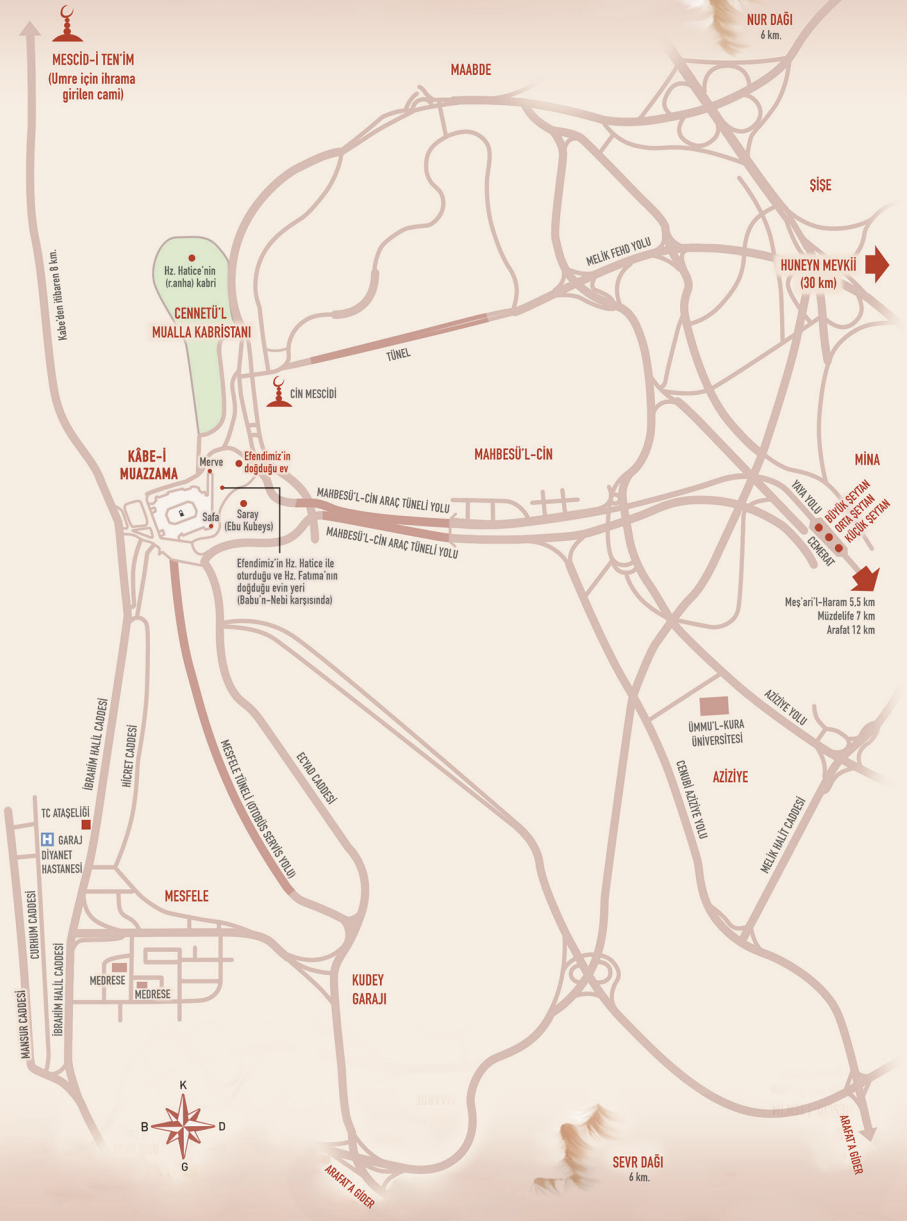 NUR DAĞI
6 km.
MESCİD-İ TEN'İM
(Umre için ihrama
girilen cami)
MAABDE
ŞİŞE
MELİK FEHD YOLU
HUNEYN MEVKİİ
(30 km)
Kabe'den itibaren 8 km.
Hz. Hatice'nin
(r.anha) kabri
CENNETÜ'L
MUALLA KABRİSTANI
TÜNEL
CİN MESCİDİ
KÂBE-İ
MUAZZAMA
Merve
Efendimiz'in
doğduğu ev
MAHBESÜ'L-CİN
MİNA
Safa
Saray
(Ebu Kubeys)
MAHBESÜ'L-CİN ARAÇ TÜNELİ YOLU
MAHBESÜ'L-CİN ARAÇ TÜNELİ YOLU
YAYA YOLU
BÜYÜK ŞEYTAN
ORTA ŞEYTAN
KÜÇÜK ŞEYTAN
CEMERAT
Efendimiz'in Hz. Hatice ile
oturduğu ve Hz. Fatıma'nın
doğduğu evin yeri
(Babu'n-Nebi karşısında)
Meş'ari'l-Haram 5,5 km
Müzdelife 7 km
Arafat 12 km
İBRAHİM HALİL CADDESİ
HİCRET CADDESİ
MESFELE TÜNELİ (OTOBÜS SERVİS YOLU)
ECYAD CADDESİ
AZİZİYE YOLU
ÜMMU'L-KURA
ÜNİVERSİTESİ
AZİZİYE
CENUBİ AZİZİYE YOLU
MELİK HALİT CADDESİ
TC ATAŞELİĞİ
H GARAJ
DİYANET
HASTANESİ
MESFELE
CURHUM CADDESİ
MANSUR CADDESİ
İBRAHİM HALİL CADDESİ
MEDRESE
MEDRESE
KUDEY
GARAJI
K
B
D
G
ARAFAT'A GİDER
SEVR DAĞI
6 km.
ARAFAT'A GİDER